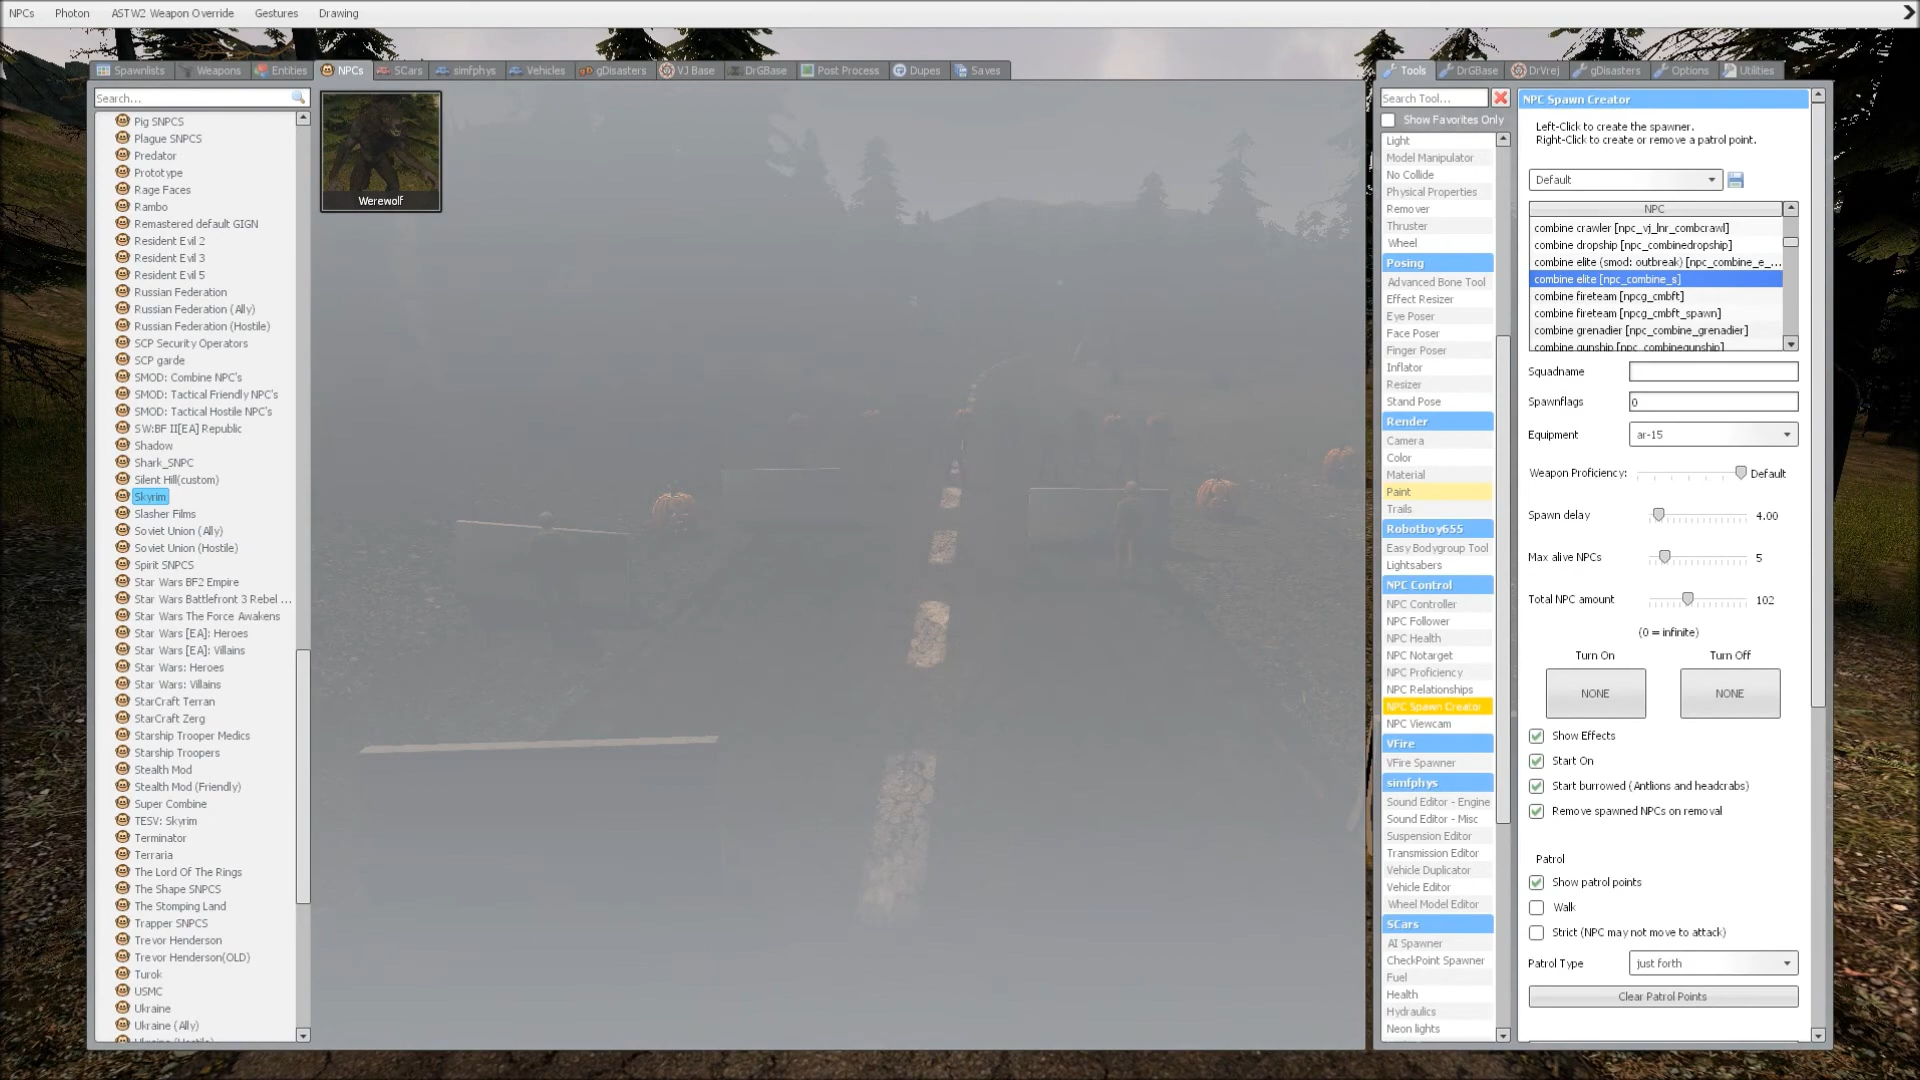 NPCs
Photon
ASTW2 Weapon Override
Gestures
Drawing
Spawnlists
Weapons
Entities
NPCs
SCars
simfphys
Vehicles
gDisasters
VJ Base
DrGBase
Post Process
Dupes
Saves
Search...
Pig SNPCS
Plague SNPCS
Predator
Prototype
Rage Faces
Rambo
Remastered default GIGN
Resident Evil 2
Resident Evil 3
Resident Evil 5
Russian Federation
Russian Federation (Ally)
Russian Federation (Hostile)
SCP Security Operators
SCP garde
SMOD: Combine NPC's
SMOD: Tactical Friendly NPC's
SMOD: Tactical Hostile NPC's
SW:BF II[EA] Republic
Shadow
Shark_SNPC
Silent Hill(custom)
Skyrim
Slasher Films
Soviet Union (Ally)
Soviet Union (Hostile)
Spirit SNPCS
Star Wars BF2 Empire
Star Wars Battlefront 3 Rebel ...
Star Wars The Force Awakens
Star Wars [EA]: Heroes
Star Wars [EA]: Villains
Star Wars: Heroes
Star Wars: Villains
StarCraft Terran
StarCraft Zerg
Starship Trooper Medics
Starship Troopers
Stealth Mod
Stealth Mod (Friendly)
Super Combine
TESV: Skyrim
Terminator
Terraria
The Lord Of The Rings
The Shape SNPCS
The Stomping Land
Trapper SNPCS
Trevor Henderson
Trevor Henderson(OLD)
Turok
USMC
Ukraine
Ukraine (Ally)
Ukraine (Hostile)
Werewolf
Tools
DrGBase
DrVrej
gDisasters
Options
Utilities
Search Tool...
Show Favorites Only
Light
Model Manipulator
No Collide
Physical Properties
Remover
Thruster
Wheel
Posing
Advanced Bone Tool
Effect Resizer
Eye Poser
Face Poser
Finger Poser
Inflator
Resizer
Stand Pose
Render
Camera
Color
Material
Paint
Trails
Robotboy655
Easy Bodygroup Tool
Lightsabers
NPC Control
NPC Controller
NPC Follower
NPC Health
NPC Notarget
NPC Proficiency
NPC Relationships
NPC Spawn Creator
NPC Viewcam
VFire
VFire Spawner
simfphys
Sound Editor - Engine
Sound Editor - Misc
Suspension Editor
Transmission Editor
Vehicle Duplicator
Vehicle Editor
Wheel Model Editor
SCars
AI Spawner
CheckPoint Spawner
Fuel
Health
Hydraulics
Neon lights
NPC Spawn Creator
Left-Click to create the spawner.
Right-Click to create or remove a patrol point.
Default
NPC
combine crawler [npc_vj_lnr_combcrawl]
combine dropship [npc_combinedropship]
combine elite (smod: outbreak) [npc_combine_e_...
combine elite [npc_combine_s]
combine fireteam [npcg_cmbft]
combine fireteam [npcg_cmbft_spawn]
combine grenadier [npc_combine_grenadier]
combine gunship [npc_combinegunship]
Squadname
Spawnflags 0
Equipment ar-15
Weapon Proficiency: Default
Spawn delay 4.00
Max alive NPCs 5
Total NPC amount 102
(0 = infinite)
Turn On Turn Off
NONE NONE
Show Effects
Start On
Start burrowed (Antlions and headcrabs)
Remove spawned NPCs on removal
Patrol
Show patrol points
Walk
Strict (NPC may not move to attack)
Patrol Type just forth
Clear Patrol Points